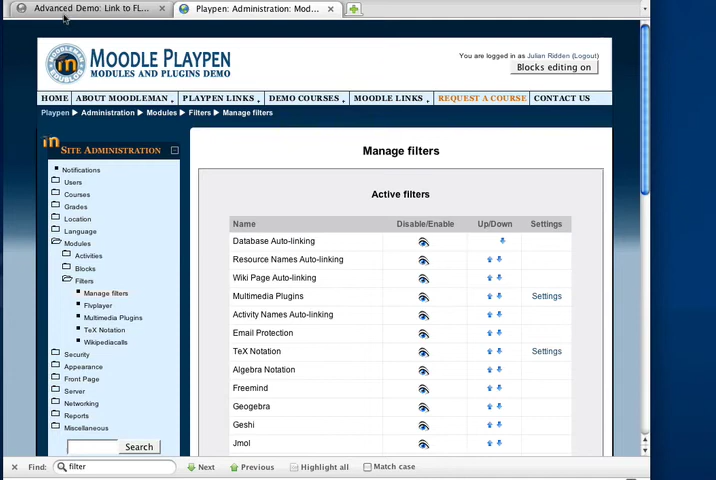 Advanced Demo: Link to FL...
Playpen: Administration: Mod...
MOODLE PLAYPEN
MODULES AND PLUGINS DEMO
You are logged in as Julian Ridden (Logout)
Blocks editing on
HOME ABOUT MOODLEMAN PLAYPEN LINKS DEMO COURSES MOODLE LINKS REQUEST A COURSE CONTACT US
Playpen ▶ Administration ▶ Modules ▶ Filters ▶ Manage filters
in SITE ADMINISTRATION
Notifications
Users
Courses
Grades
Location
Language
Modules
Activities
Blocks
Filters
Manage filters
Flvplayer
Multimedia Plugins
TeX Notation
Wikipediacalls
Security
Appearance
Front Page
Server
Networking
Reports
Miscellaneous
Search
Manage filters
Active filters
Name Disable/Enable Up/Down Settings
Database Auto-linking
Resource Names Auto-linking
Wiki Page Auto-linking
Multimedia Plugins Settings
Activity Names Auto-linking
Email Protection
TeX Notation Settings
Algebra Notation
Freemind
Geogebra
Geshi
Jmol
Find: filter Next Previous Highlight all Match case